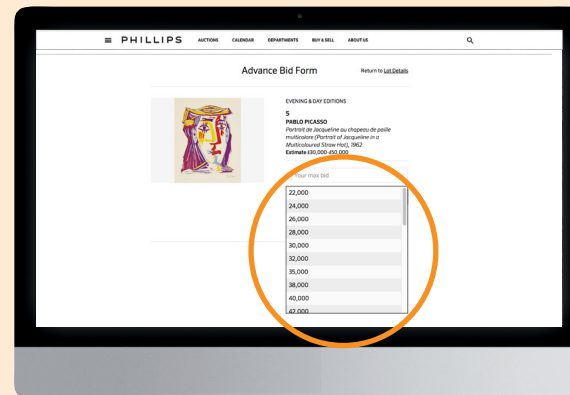 PHILLIPS AUCTIONS CALENDAR DEPARTMENTS BUY & SELL ABOUT US
Advance Bid Form
Return to Lot Details
EVENING & DAY EDITIONS
5
PABLO PICASSO
Portrait de Jacqueline au chapeau de paille
multicolore (Portrait of Jacqueline in a
Multicoloured Straw Hat), 1962
Estimate £30,000-£50,000
Your max bid
22,000
24,000
26,000
28,000
30,000
32,000
35,000
38,000
40,000
42,000